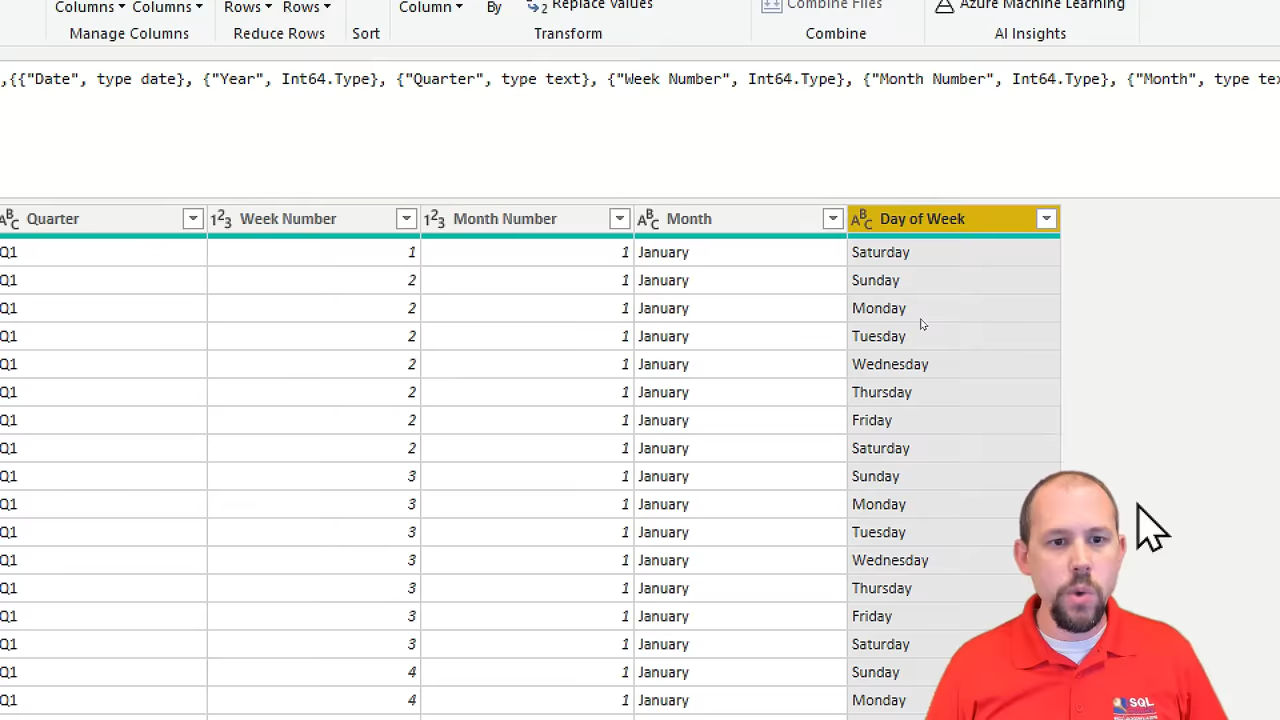 Columns Columns Rows Rows Column By Replace Values Combine Files Azure Machine Learning
Manage Columns Reduce Rows Sort Transform Combine AI Insights
,{{"Date", type date}, {"Year", Int64.Type}, {"Quarter", type text}, {"Week Number", Int64.Type}, {"Month Number", Int64.Type}, {"Month", type tex
ABC Quarter 123 Week Number 123 Month Number ABC Month ABC Day of Week
Q1 1 1 January Saturday
Q1 2 1 January Sunday
Q1 2 1 January Monday
Q1 2 1 January Tuesday
Q1 2 1 January Wednesday
Q1 2 1 January Thursday
Q1 2 1 January Friday
Q1 2 1 January Saturday
Q1 3 1 January Sunday
Q1 3 1 January Monday
Q1 3 1 January Tuesday
Q1 3 1 January Wednesday
Q1 3 1 January Thursday
Q1 3 1 January Friday
Q1 3 1 January Saturday
Q1 4 1 January Sunday
Q1 4 1 January Monday
SQL